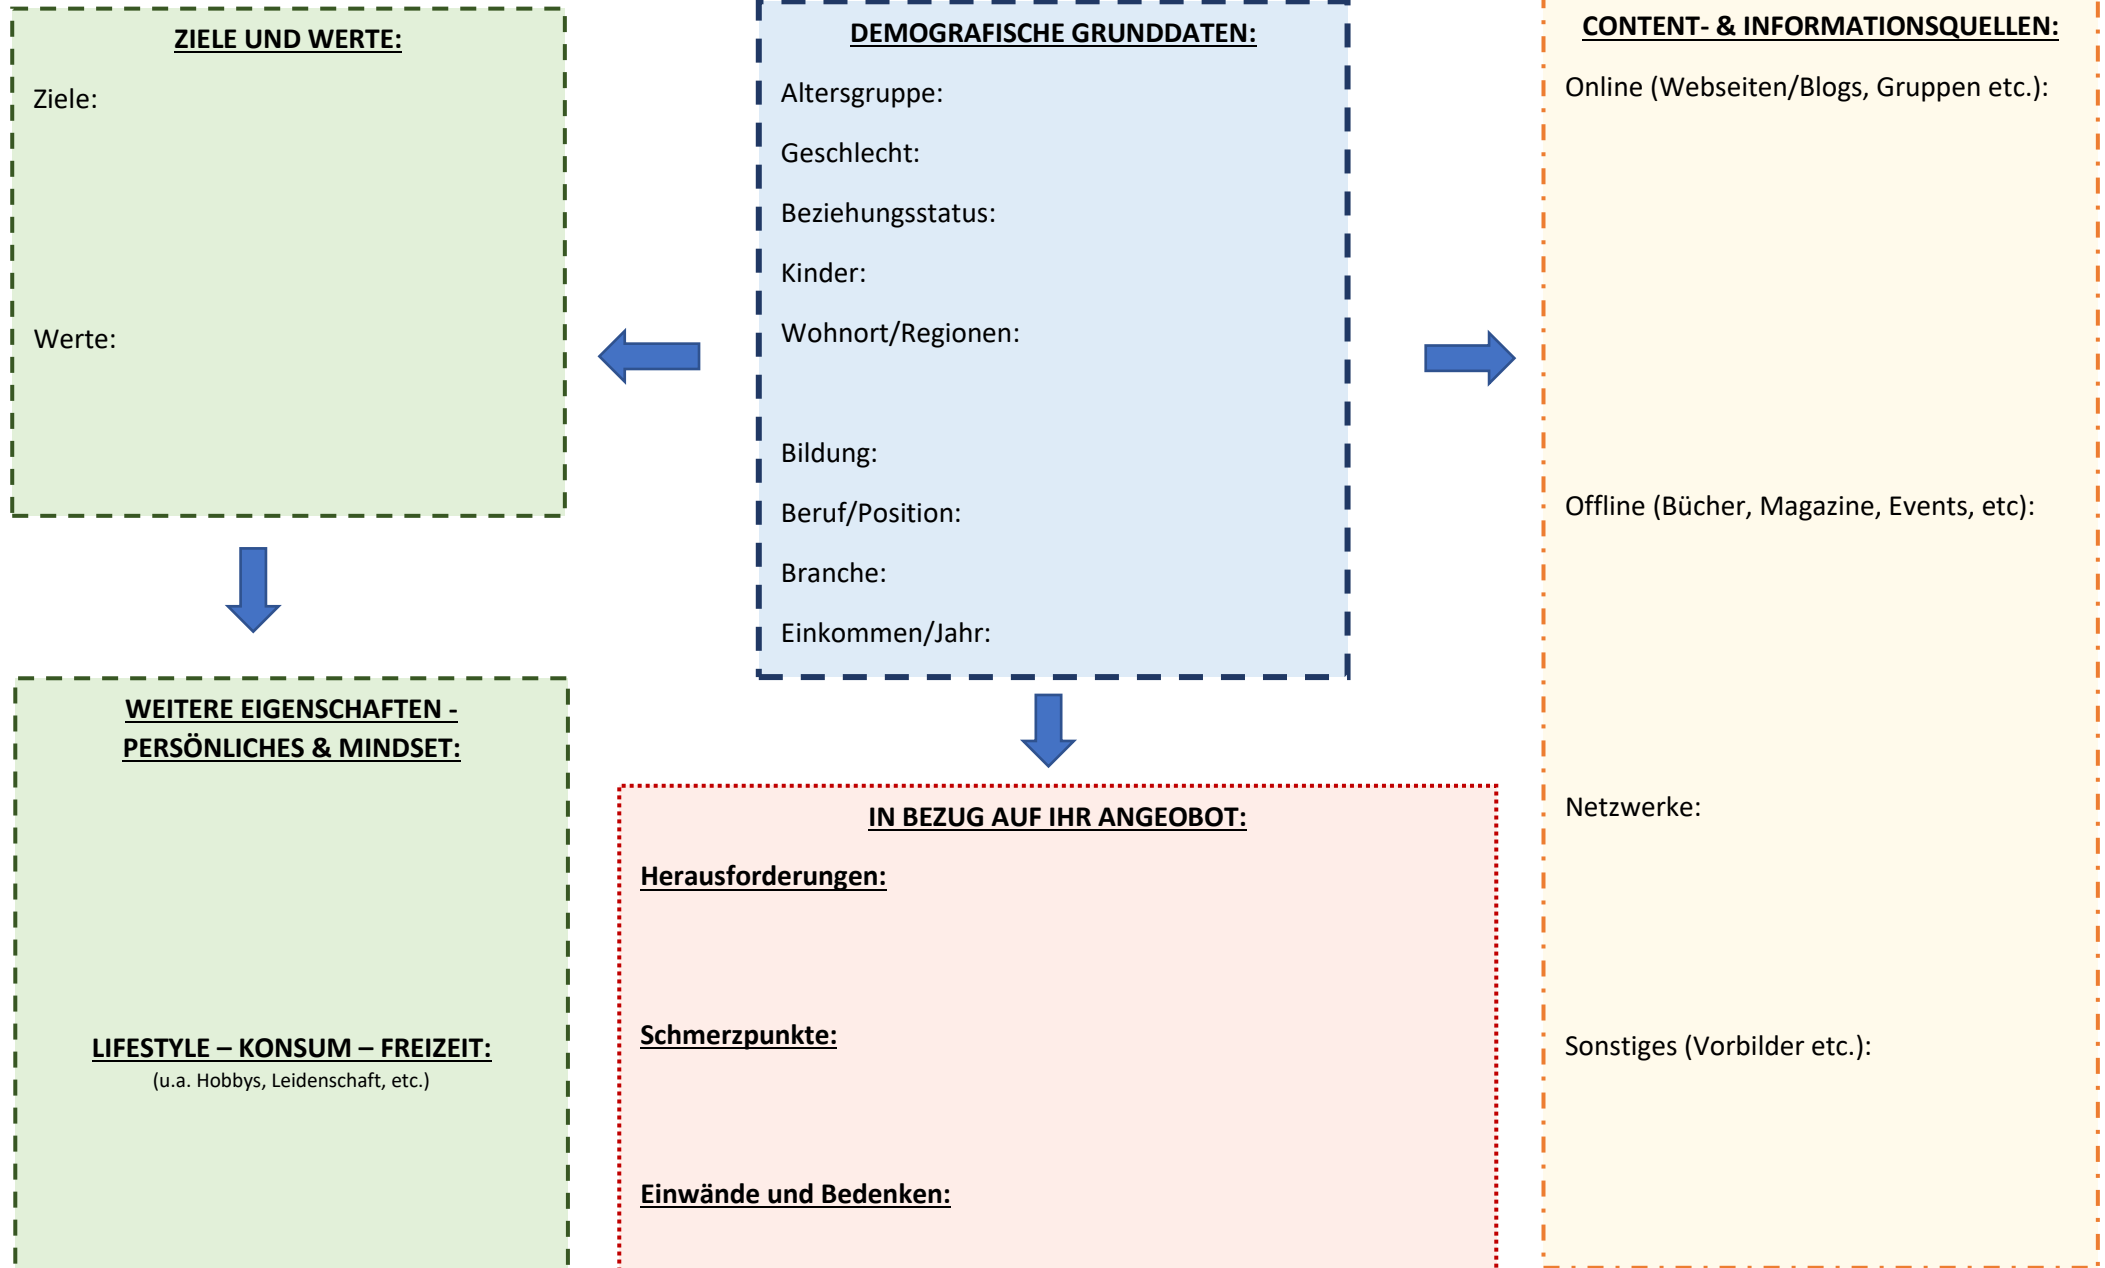 ZIELE UND WERTE:
Ziele:
Werte:
WEITERE EIGENSCHAFTEN -
PERSÖNLICHES & MINDSET:
LIFESTYLE – KONSUM – FREIZEIT:
(u.a. Hobbys, Leidenschaft, etc.)
DEMOGRAFISCHE GRUNDDATEN:
Altersgruppe:
Geschlecht:
Beziehungsstatus:
Kinder:
Wohnort/Regionen:
Bildung:
Beruf/Position:
Branche:
Einkommen/Jahr:
IN BEZUG AUF IHR ANGEOBOT:
Herausforderungen:
Schmerzpunkte:
Einwände und Bedenken:
CONTENT- & INFORMATIONSQUELLEN:
Online (Webseiten/Blogs, Gruppen etc.):
Offline (Bücher, Magazine, Events, etc):
Netzwerke:
Sonstiges (Vorbilder etc.):